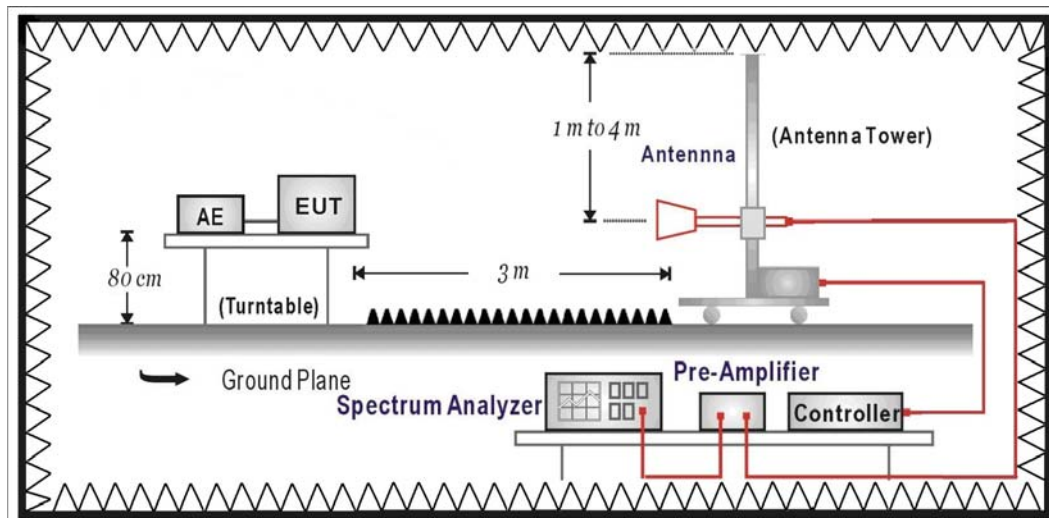 1 m to 4 m
(Antenna Tower)
Antennna
AE
EUT
80 cm
3 m
(Turntable)
Ground Plane
Pre-Amplifier
Spectrum Analyzer
Controller